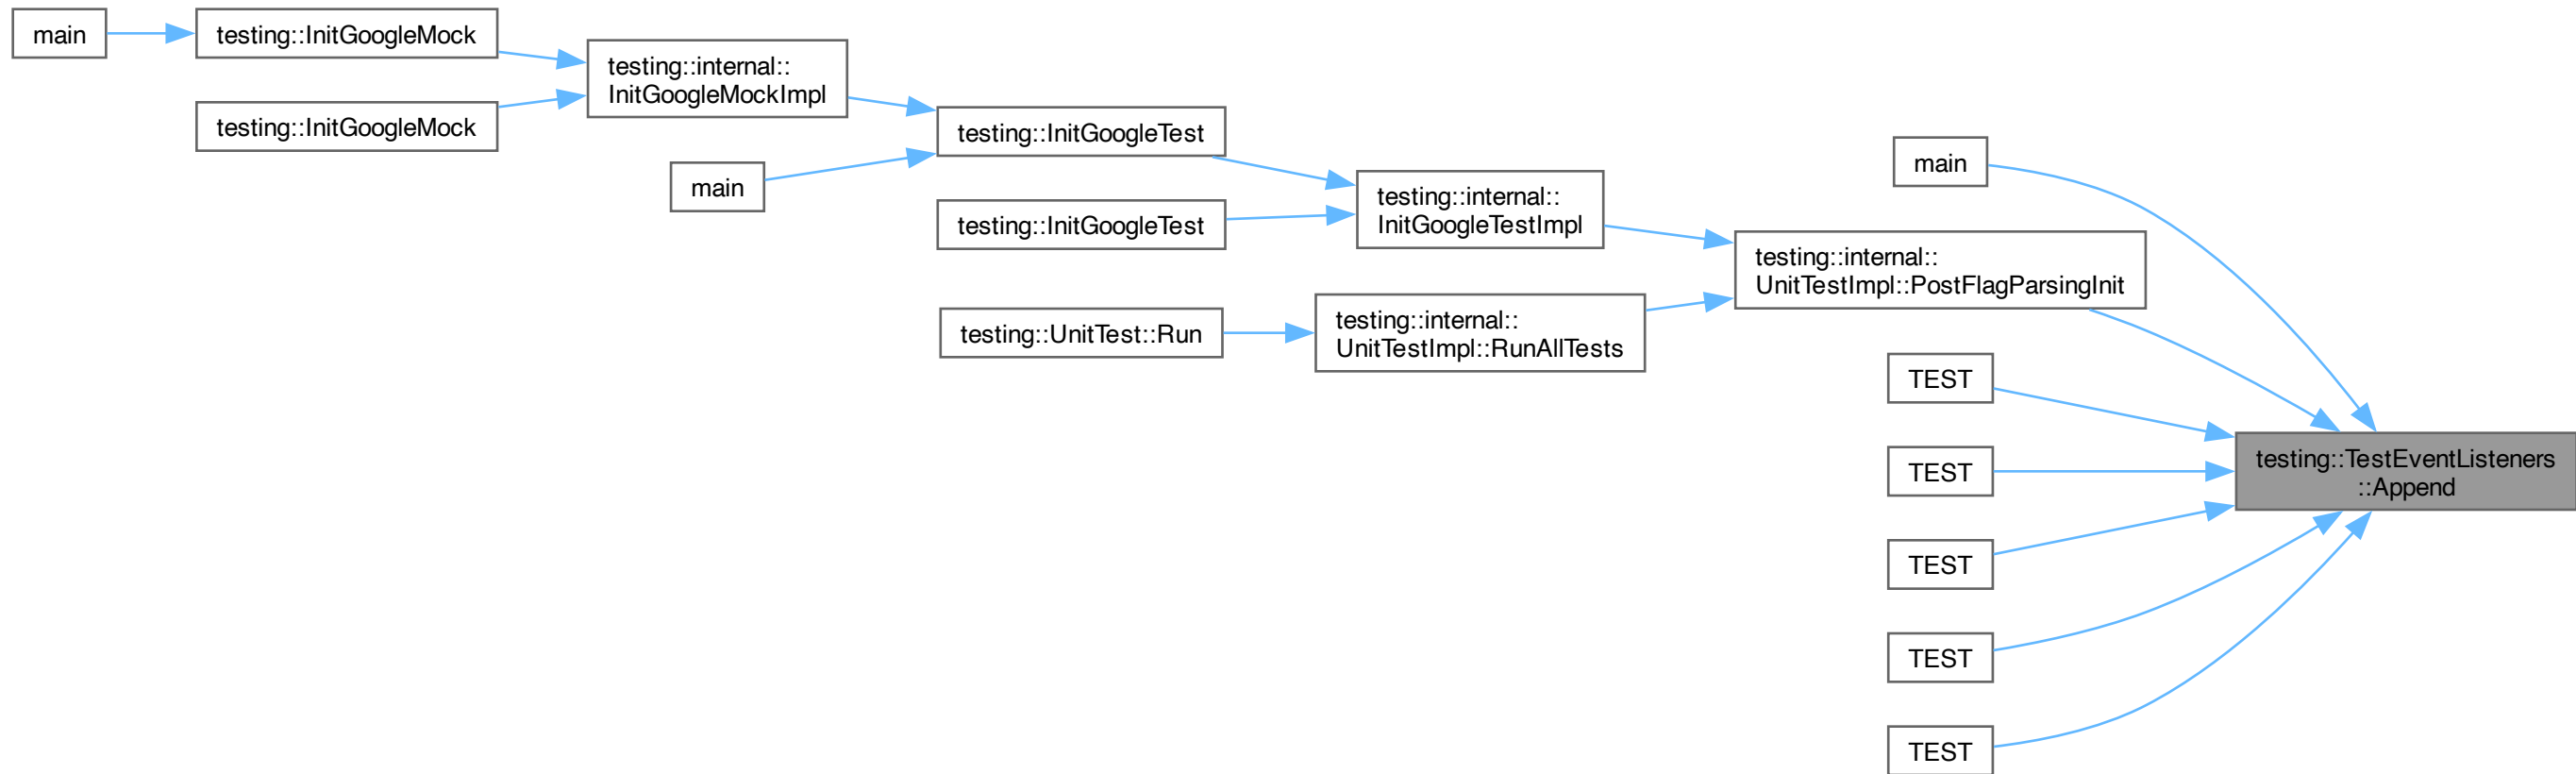 main
testing::InitGoogleMock
testing::InitGoogleMock
testing::internal::
InitGoogleMockImpl
testing::InitGoogleTest
main
testing::InitGoogleTest
testing::UnitTest::Run
testing::internal::
InitGoogleTestImpl
testing::internal::
UnitTestImpl::RunAllTests
testing::internal::
UnitTestImpl::PostFlagParsingInit
main
TEST
TEST
TEST
TEST
TEST
testing::TestEventListeners
::Append